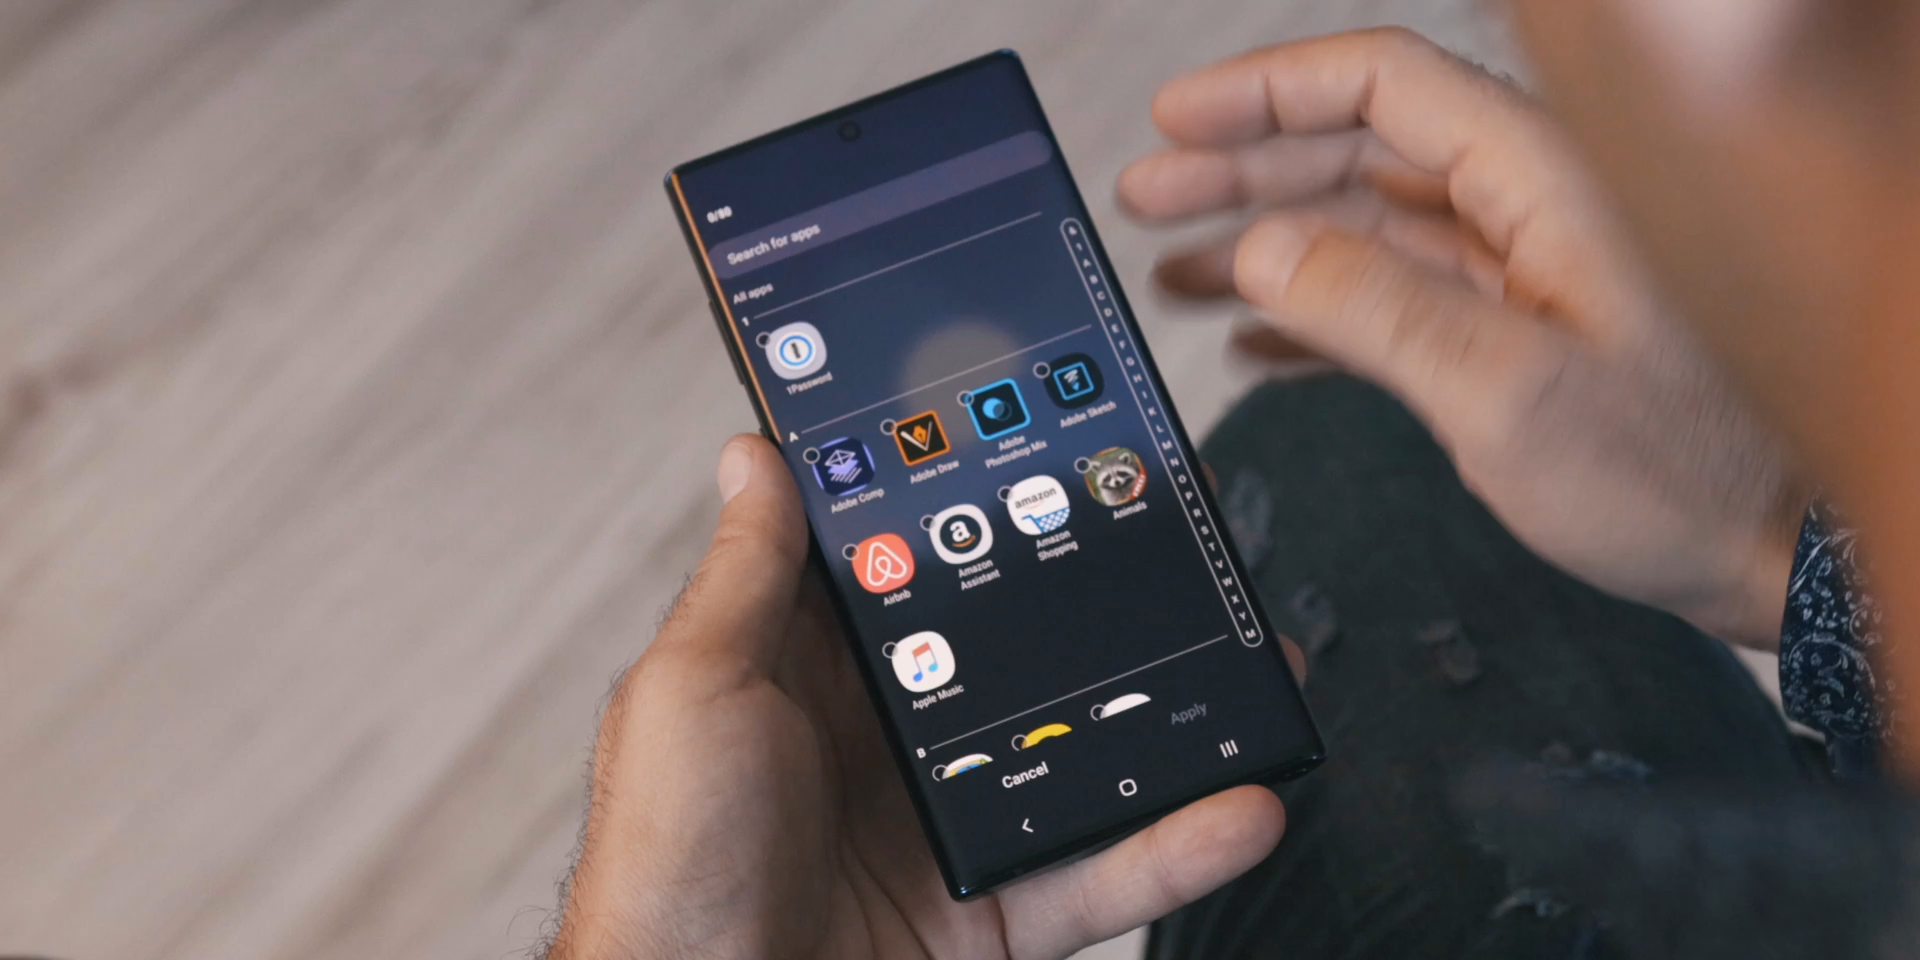 0/80
Search for apps
All apps
1
1Password
A
Adobe Comp
Adobe Draw
Adobe
Photoshop Mix
Adobe Sketch
Airbnb
a
Amazon
Assistant
amazon
Amazon
Shopping
Animals
Apple Music
B
Cancel
Apply
&
1
A
B
C
D
E
F
G
H
I
K
L
M
N
O
P
R
S
T
V
W
X
Y
M